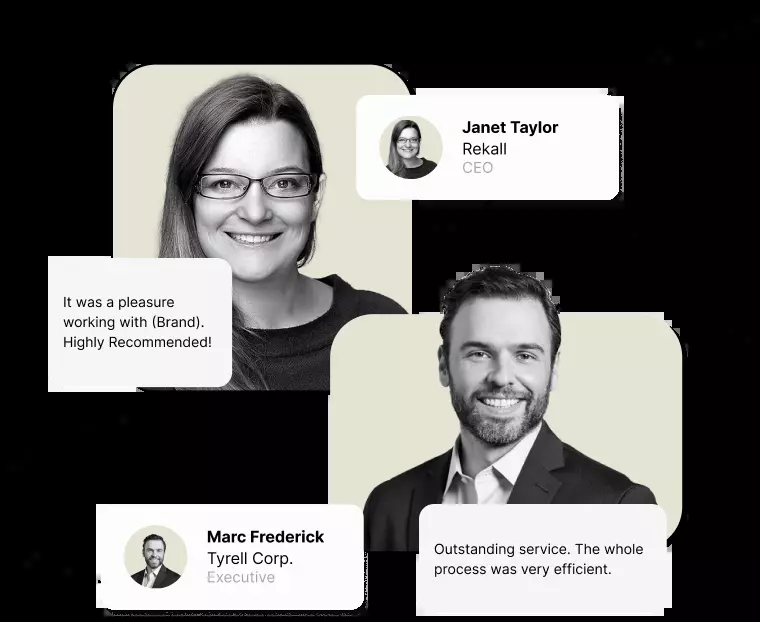 Janet Taylor
Rekall
CEO
It was a pleasure
working with (Brand).
Highly Recommended!
Marc Frederick
Tyrell Corp.
Executive
Outstanding service. The whole
process was very efficient.